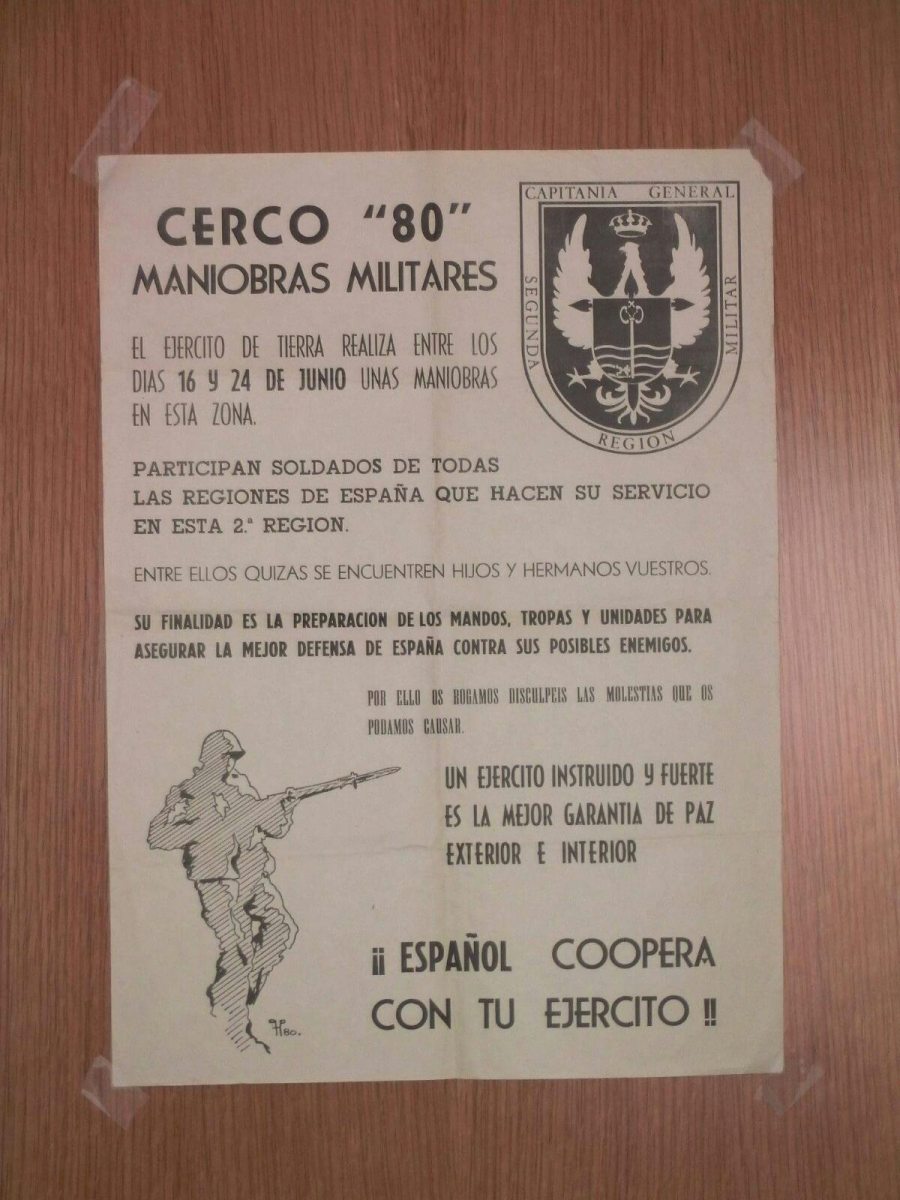 CERCO "80"
MANIOBRAS MILITARES
CAPITANIA GENERAL
SEGUNDA
MILITAR
REGION
EL EJERCITO DE TIERRA REALIZA ENTRE LOS
DIAS 16 Y 24 DE JUNIO UNAS MANIOBRAS
EN ESTA ZONA.
PARTICIPAN SOLDADOS DE TODAS
LAS REGIONES DE ESPAÑA QUE HACEN SU SERVICIO
EN ESTA 2.ª REGION.
ENTRE ELLOS QUIZAS SE ENCUENTREN HIJOS Y HERMANOS VUESTROS.
SU FINALIDAD ES LA PREPARACION DE LOS MANDOS, TROPAS Y UNIDADES PARA
ASEGURAR LA MEJOR DEFENSA DE ESPAÑA CONTRA SUS POSIBLES ENEMIGOS.
POR ELLO OS ROGAMOS DISCULPEIS LAS MOLESTIAS QUE OS
PODAMOS CAUSAR.
UN EJERCITO INSTRUIDO Y FUERTE
ES LA MEJOR GARANTIA DE PAZ
EXTERIOR E INTERIOR
¡¡ ESPAÑOL COOPERA
CON TU EJERCITO !!
80.